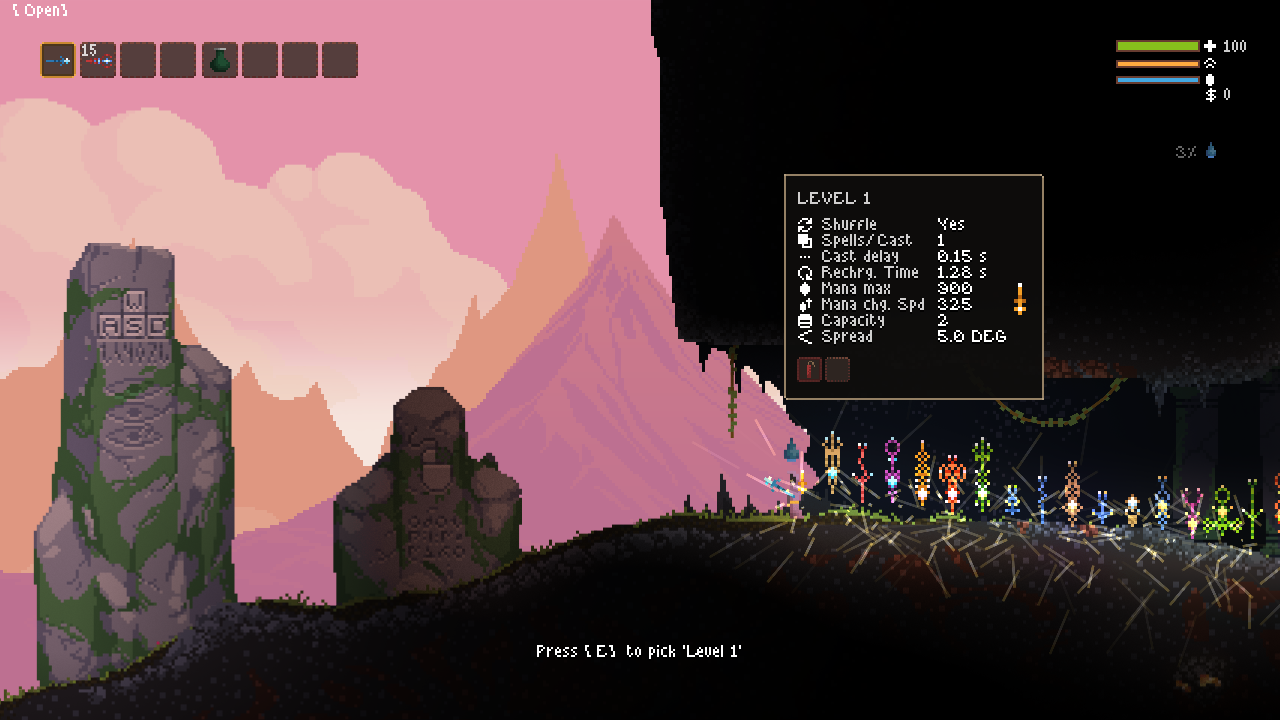 [ Open]
15
100
$ 0
3%
LEVEL 1
Shuffle Yes
Spells/Cast 1
Cast delay 0.15 s
Rechrg. Time 1.28 s
Mana max 900
Mana chg. Spd 325
Capacity 2
Spread 5.0 DEG
W
ASC
Press [ E] to pick 'Level 1'